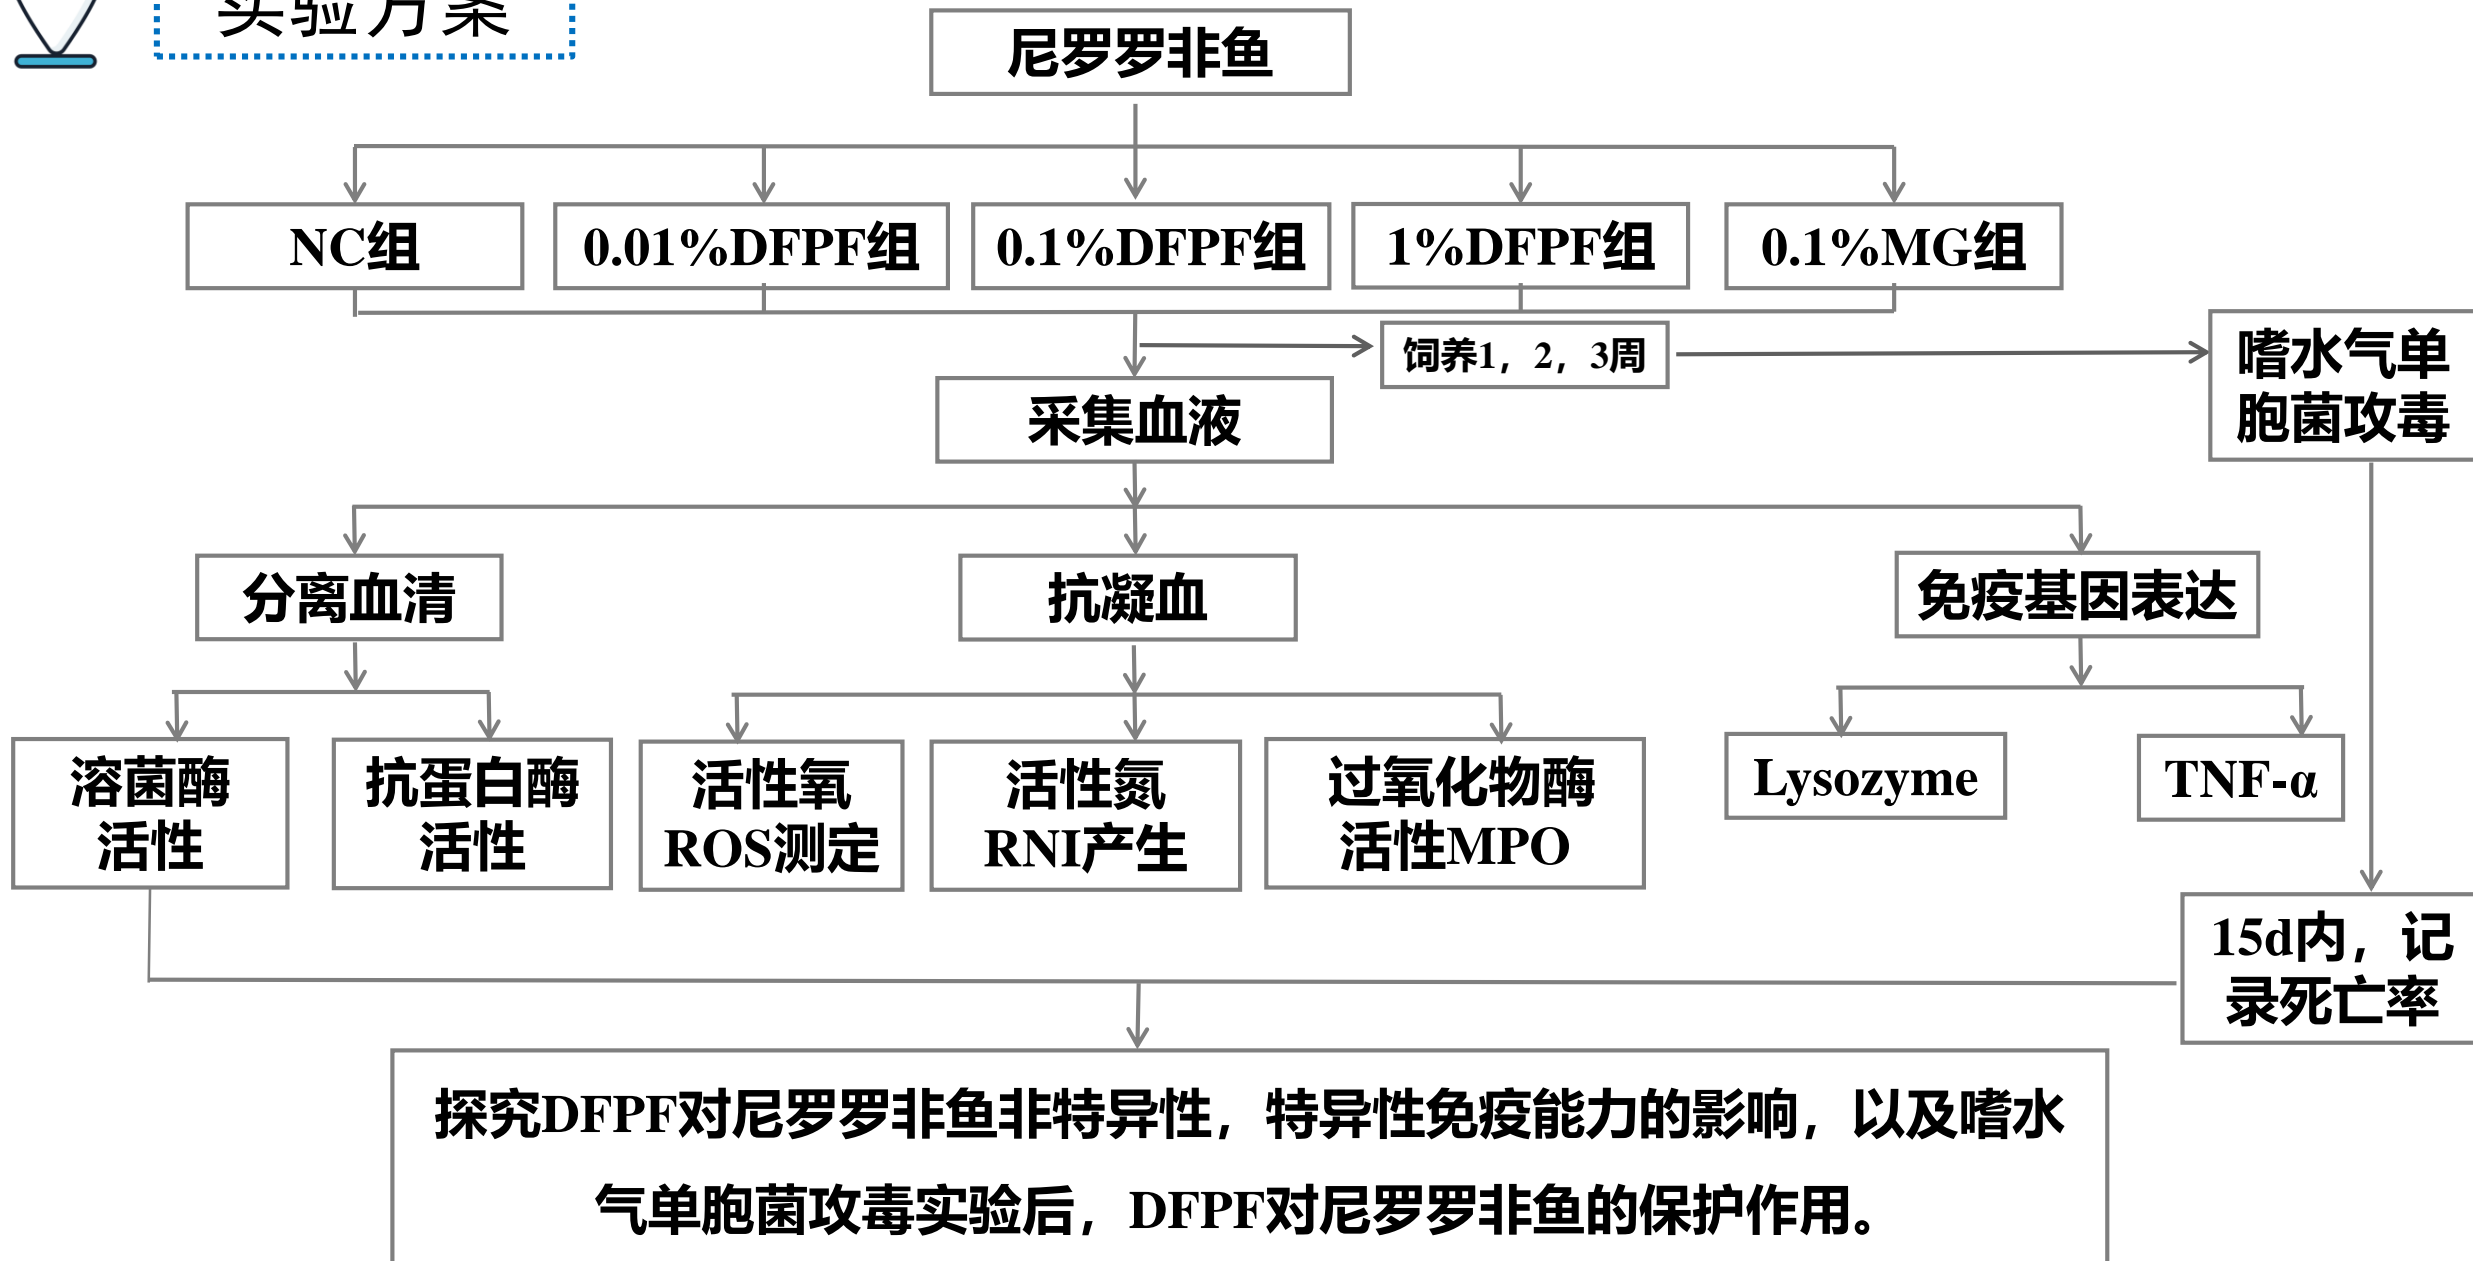 实验方案
尼罗罗非鱼
NC组
0.01%DFPF组
0.1%DFPF组
1%DFPF组
0.1%MG组
饲养1，2，3周
嗜水气单
胞菌攻毒
采集血液
分离血清
抗凝血
免疫基因表达
溶菌酶
活性
抗蛋白酶
活性
活性氧
ROS测定
活性氮
RNI产生
过氧化物酶
活性MPO
Lysozyme
TNF-α
15d内，记
录死亡率
探究DFPF对尼罗罗非鱼非特异性，特异性免疫能力的影响，以及嗜水
气单胞菌攻毒实验后，DFPF对尼罗罗非鱼的保护作用。